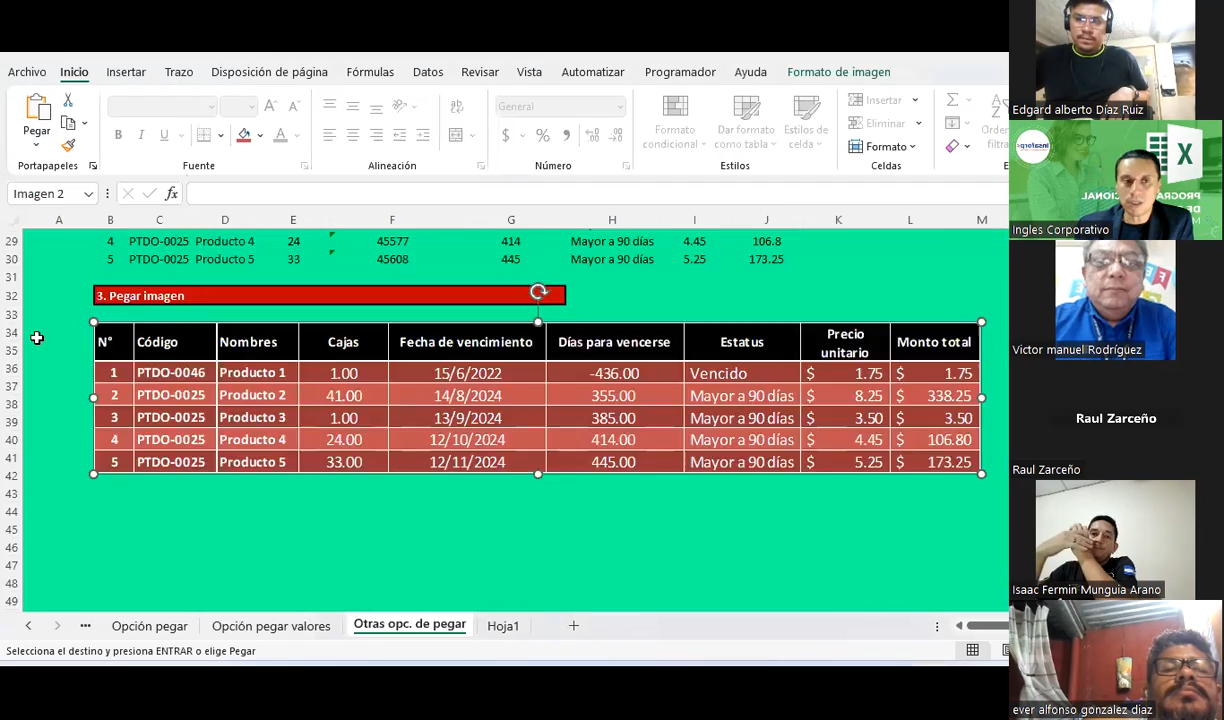 Archivo Inicio Insertar Trazo Disposición de página Fórmulas Datos Revisar Vista Automatizar Programador Ayuda Formato de imagen
Pegar
General
Formato condicional
Dar formato como tabla
Estilos de celda
Insertar
Eliminar
Formato
Portapapeles Fuente Alineación Número Estilos Celdas
Imagen 2
A B C D E F G H I J K L M
29 4 PTDO-0025 Producto 4 24 45577 414 Mayor a 90 días 4.45 106.8
30 5 PTDO-0025 Producto 5 33 45608 445 Mayor a 90 días 5.25 173.25
31
32 3. Pegar imagen
33
34
35
N° Código Nombres Cajas Fecha de vencimiento Días para vencerse Estatus Precio unitario Monto total
36
1 PTDO-0046 Producto 1 1.00 15/6/2022 -436.00 Vencido $ 1.75 $ 1.75
37
2 PTDO-0025 Producto 2 41.00 14/8/2024 355.00 Mayor a 90 días $ 8.25 $ 338.25
38
39
3 PTDO-0025 Producto 3 1.00 13/9/2024 385.00 Mayor a 90 días $ 3.50 $ 3.50
40
4 PTDO-0025 Producto 4 24.00 12/10/2024 414.00 Mayor a 90 días $ 4.45 $ 106.80
41
5 PTDO-0025 Producto 5 33.00 12/11/2024 445.00 Mayor a 90 días $ 5.25 $ 173.25
42
43
44
45
46
47
48
49
Opción pegar Opción pegar valores Otras opc. de pegar Hoja1
Selecciona el destino y presiona ENTRAR o elige Pegar
Edgard alberto Díaz Ruiz
Ingles Corporativo
Victor manuel Rodríguez
Raul Zarceño
Raul Zarceño
Isaac Fermin Munguia Arano
ever alfonso gonzalez diaz